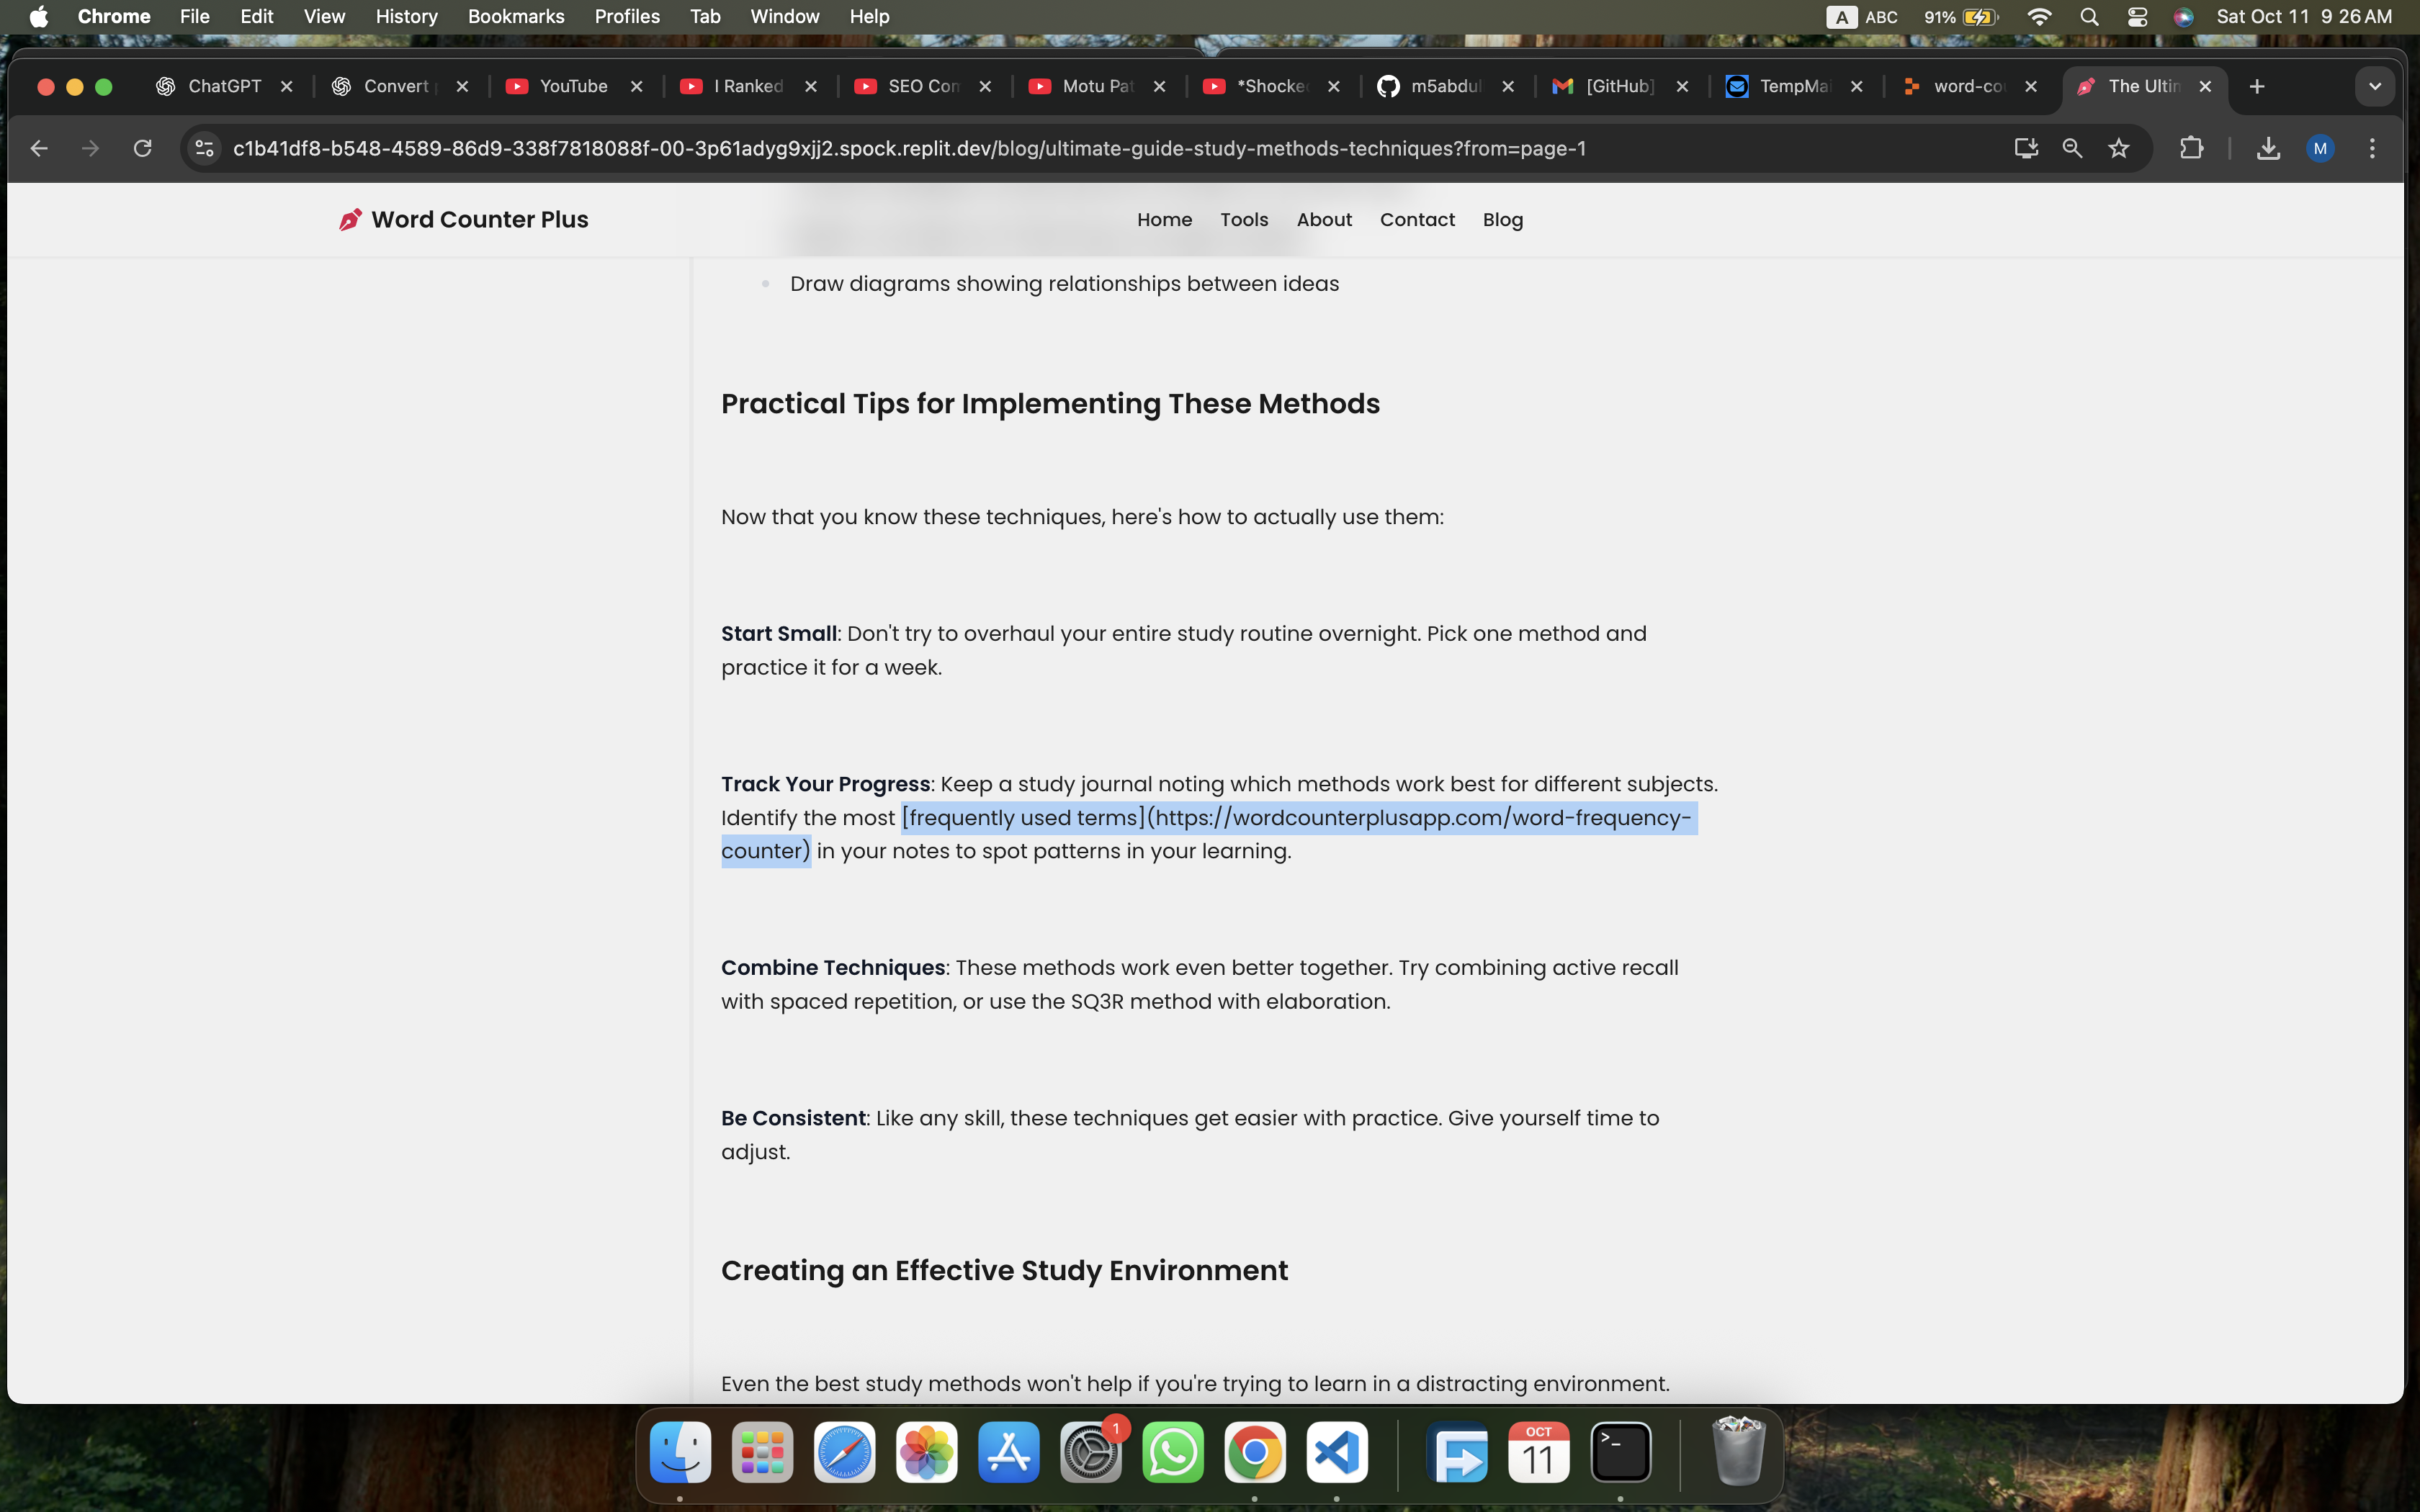 Chrome File Edit View History Bookmarks Profiles Tab Window Help A ABC 91% Sat Oct 11 9 26 AM
ChatGPT Convert YouTube I Ranked SEO Com Motu Pat *Shocke m5abdul [GitHub] TempMai word-co The Ultim
c1b41df8-b548-4589-86d9-338f7818088f-00-3p61adyg9xjj2.spock.replit.dev/blog/ultimate-guide-study-methods-techniques?from=page-1 M
Word Counter Plus Home Tools About Contact Blog
• Draw diagrams showing relationships between ideas
Practical Tips for Implementing These Methods
Now that you know these techniques, here's how to actually use them:
Start Small: Don't try to overhaul your entire study routine overnight. Pick one method and
practice it for a week.
Track Your Progress: Keep a study journal noting which methods work best for different subjects.
Identify the most [frequently used terms](https://wordcounterplusapp.com/word-frequency-
counter) in your notes to spot patterns in your learning.
Combine Techniques: These methods work even better together. Try combining active recall
with spaced repetition, or use the SQ3R method with elaboration.
Be Consistent: Like any skill, these techniques get easier with practice. Give yourself time to
adjust.
Creating an Effective Study Environment
Even the best study methods won't help if you're trying to learn in a distracting environment.
1
OCT
11
>_